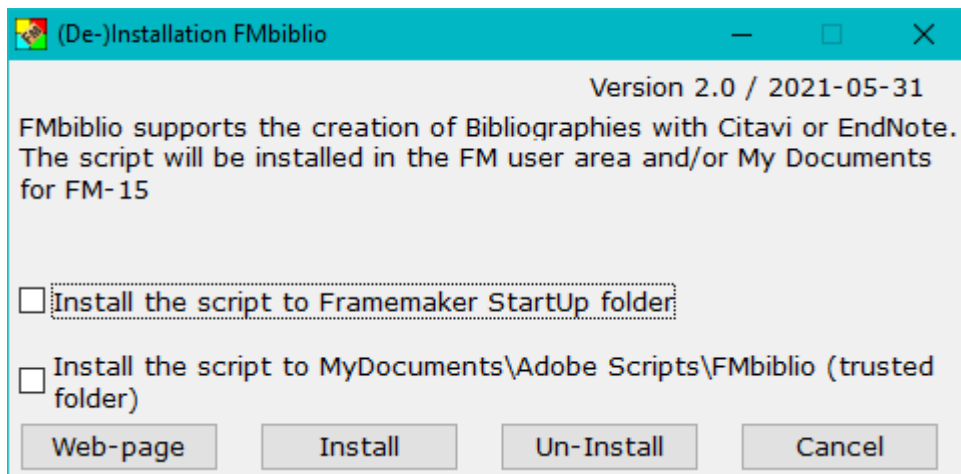 (De-)Installation FMbiblio
Version 2.0 / 2021-05-31
FMbiblio supports the creation of Bibliographies with Citavi or EndNote.
The script will be installed in the FM user area and/or My Documents
for FM-15
Install the script to Framemaker StartUp folder
Install the script to MyDocuments\Adobe Scripts\FMbiblio (trusted
folder)
Web-page Install Un-Install Cancel